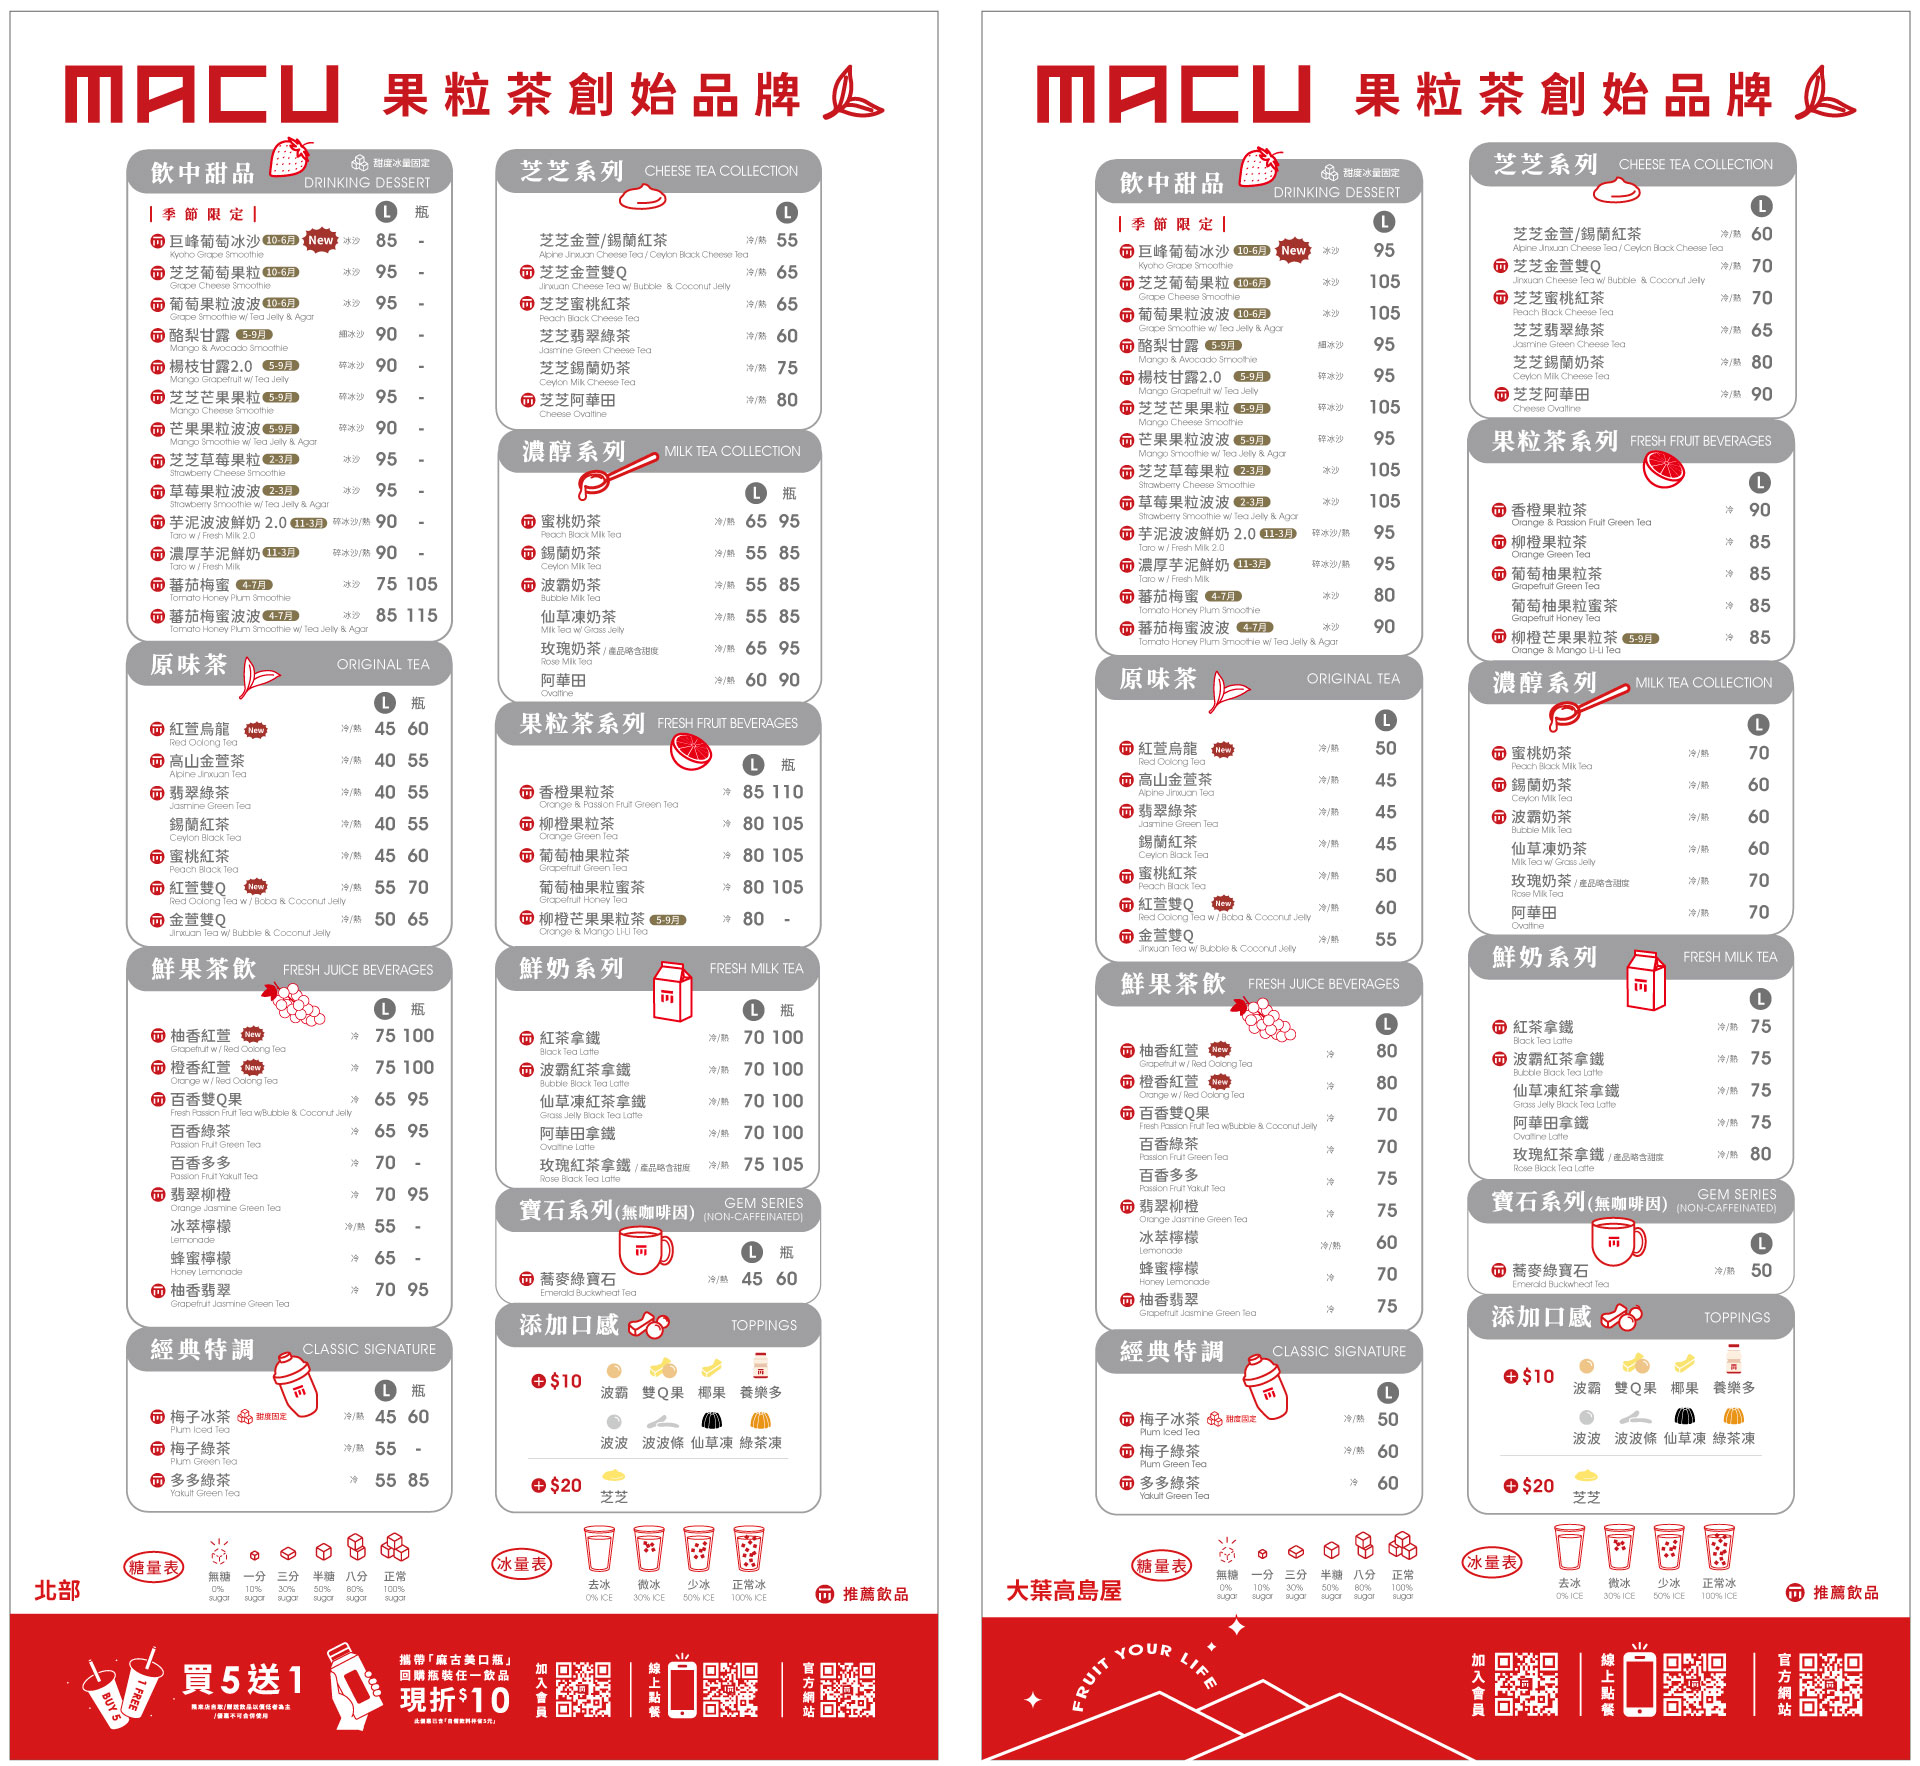 MACU 果粒茶創始品牌
飲中甜品 甜度冰量固定
DRINKING DESSERT
季節限定 L 瓶
巨峰葡萄冰沙 10-6月 New 冰沙 85 -
Kyoho Grape Smoothie
芝芝葡萄果粒 10-6月 冰沙 95 -
Grape Cheese Smoothie
葡萄果粒波波 10-6月 冰沙 95 -
Grape Smoothie w/ Tea Jelly & Agar
酪梨甘露 5-9月 細冰沙 90 -
Mango & Avocado Smoothie
楊枝甘露2.0 5-9月 碎冰沙 90 -
Mango Grapefruit w/ Tea Jelly
芝芝芒果果粒 5-9月 碎冰沙 95 -
Mango Cheese Smoothie
芒果果粒波波 5-9月 碎冰沙 90 -
Mango Smoothie w/ Tea Jelly & Agar
芝芝草莓果粒 2-3月 冰沙 95 -
Strawberry Cheese Smoothie
草莓果粒波波 2-3月 冰沙 95 -
Strawberry Smoothie w/ Tea Jelly & Agar
芋泥波波鮮奶 2.0 11-3月 碎冰沙/熱 90 -
Taro w / Fresh Milk 2.0
濃厚芋泥鮮奶 11-3月 碎冰沙/熱 90 -
Taro w / Fresh Milk
蕃茄梅蜜 4-7月 冰沙 75 105
Tomato Honey Plum Smoothie
蕃茄梅蜜波波 4-7月 冰沙 85 115
Tomato Honey Plum Smoothie w/ Tea Jelly & Agar
原味茶 ORIGINAL TEA
L 瓶
紅萱烏龍 New 冷/熱 45 60
Red Oolong Tea
高山金萱茶 冷/熱 40 55
Alpine Jinxuan Tea
翡翠綠茶 冷/熱 40 55
Jasmine Green Tea
錫蘭紅茶 冷/熱 40 55
Ceylon Black Tea
蜜桃紅茶 冷/熱 45 60
Peach Black Tea
紅萱雙Q New 冷/熱 55 70
Red Oolong Tea w / Boba & Coconut Jelly
金萱雙Q 冷/熱 50 65
Jinxuan Tea w/ Bubble & Coconut Jelly
鮮果茶飲 FRESH JUICE BEVERAGES
L 瓶
柚香紅萱 New 冷 75 100
Grapefruit w / Red Oolong Tea
橙香紅萱 New 冷 75 100
Orange w / Red Oolong Tea
百香雙Q果 冷 65 95
Fresh Passion Fruit Tea w/Bubble & Coconut Jelly
百香綠茶 冷 65 95
Passion Fruit Green Tea
百香多多 冷 70 -
Passion Fruit Yakult Tea
翡翠柳橙 冷 70 95
Orange Jasmine Green Tea
冰萃檸檬 冷/熱 55 -
Lemonade
蜂蜜檸檬 冷 65 -
Honey Lemonade
柚香翡翠 冷 70 95
Grapefruit Jasmine Green Tea
經典特調 CLASSIC SIGNATURE
L 瓶
梅子冰茶 甜度固定 冷/熱 45 60
Plum Iced Tea
梅子綠茶 冷/熱 55 -
Plum Green Tea
多多綠茶 冷 55 85
Yakult Green Tea
芝芝系列 CHEESE TEA COLLECTION
L
芝芝金萱/錫蘭紅茶 冷/熱 55
Alpine Jinxuan Cheese Tea / Ceylon Black Cheese Tea
芝芝金萱雙Q 冷/熱 65
Jinxuan Cheese Tea w/ Bubble & Coconut Jelly
芝芝蜜桃紅茶 冷/熱 65
Peach Black Cheese Tea
芝芝翡翠綠茶 冷/熱 60
Jasmine Green Cheese Tea
芝芝錫蘭奶茶 冷/熱 75
Ceylon Milk Cheese Tea
芝芝阿華田 冷/熱 80
Cheese Ovaltine
濃醇系列 MILK TEA COLLECTION
L 瓶
蜜桃奶茶 冷/熱 65 95
Peach Black Milk Tea
錫蘭奶茶 冷/熱 55 85
Ceylon Milk Tea
波霸奶茶 冷/熱 55 85
Bubble Milk Tea
仙草凍奶茶 冷/熱 55 85
Milk Tea w/ Grass Jelly
玫瑰奶茶 / 產品略含甜度 冷/熱 65 95
Rose Milk Tea
阿華田 冷/熱 60 90
Ovaltine
果粒茶系列 FRESH FRUIT BEVERAGES
L 瓶
香橙果粒茶 冷 85 110
Orange & Passion Fruit Green Tea
柳橙果粒茶 冷 80 105
Orange Green Tea
葡萄柚果粒茶 冷 80 105
Grapefruit Green Tea
葡萄柚果粒蜜茶 冷 80 105
Grapefruit Honey Tea
柳橙芒果果粒茶 5-9月 冷 80 -
Orange & Mango Li-Li Tea
鮮奶系列 FRESH MILK TEA
L 瓶
紅茶拿鐵 冷/熱 70 100
Black Tea Latte
波霸紅茶拿鐵 冷/熱 70 100
Bubble Black Tea Latte
仙草凍紅茶拿鐵 冷/熱 70 100
Grass Jelly Black Tea Latte
阿華田拿鐵 冷/熱 70 100
Ovaltine Latte
玫瑰紅茶拿鐵 / 產品略含甜度 冷/熱 75 105
Rose Black Tea Latte
寶石系列(無咖啡因) GEM SERIES
(NON-CAFFEINATED)
L 瓶
蕎麥綠寶石 冷/熱 45 60
Emerald Buckwheat Tea
添加口感 TOPPINGS
+$10 波霸 雙Q果 椰果 養樂多
波波 波波條 仙草凍 綠茶凍
+$20 芝芝
糖量表 無糖 一分 三分 半糖 八分 正常
0% 10% 30% 50% 80% 100%
sugar sugar sugar sugar sugar sugar
冰量表 去冰 微冰 少冰 正常冰
0% ICE 30% ICE 50% ICE 100% ICE
北部
推薦飲品
BUY 5 1 FREE
買5送1
/優惠不可合併使用
攜帶「麻古美口瓶」
回購瓶裝任一飲品
現折$10
加入會員
線上點餐
官方網站
MACU 果粒茶創始品牌
飲中甜品 甜度冰量固定
DRINKING DESSERT
季節限定 L
巨峰葡萄冰沙 10-6月 New 冰沙 95
Kyoho Grape Smoothie
芝芝葡萄果粒 10-6月 冰沙 105
Grape Cheese Smoothie
葡萄果粒波波 10-6月 冰沙 105
Grape Smoothie w/ Tea Jelly & Agar
酪梨甘露 5-9月 細冰沙 95
Mango & Avocado Smoothie
楊枝甘露2.0 5-9月 碎冰沙 95
Mango Grapefruit w/ Tea Jelly
芝芝芒果果粒 5-9月 碎冰沙 105
Mango Cheese Smoothie
芒果果粒波波 5-9月 碎冰沙 95
Mango Smoothie w/ Tea Jelly & Agar
芝芝草莓果粒 2-3月 冰沙 105
Strawberry Cheese Smoothie
草莓果粒波波 2-3月 冰沙 105
Strawberry Smoothie w/ Tea Jelly & Agar
芋泥波波鮮奶 2.0 11-3月 碎冰沙/熱 95
Taro w / Fresh Milk 2.0
濃厚芋泥鮮奶 11-3月 碎冰沙/熱 95
Taro w / Fresh Milk
蕃茄梅蜜 4-7月 冰沙 80
Tomato Honey Plum Smoothie
蕃茄梅蜜波波 4-7月 冰沙 90
Tomato Honey Plum Smoothie w/ Tea Jelly & Agar
原味茶 ORIGINAL TEA
L
紅萱烏龍 New 冷/熱 50
Red Oolong Tea
高山金萱茶 冷/熱 45
Alpine Jinxuan Tea
翡翠綠茶 冷/熱 45
Jasmine Green Tea
錫蘭紅茶 冷/熱 45
Ceylon Black Tea
蜜桃紅茶 冷/熱 50
Peach Black Tea
紅萱雙Q New 冷/熱 60
Red Oolong Tea w / Boba & Coconut Jelly
金萱雙Q 冷/熱 55
Jinxuan Tea w/ Bubble & Coconut Jelly
鮮果茶飲 FRESH JUICE BEVERAGES
L
柚香紅萱 New 冷 80
Grapefruit w / Red Oolong Tea
橙香紅萱 New 冷 80
Orange w / Red Oolong Tea
百香雙Q果 冷 70
Fresh Passion Fruit Tea w/Bubble & Coconut Jelly
百香綠茶 冷 70
Passion Fruit Green Tea
百香多多 冷 75
Passion Fruit Yakult Tea
翡翠柳橙 冷 75
Orange Jasmine Green Tea
冰萃檸檬 冷/熱 60
Lemonade
蜂蜜檸檬 冷 70
Honey Lemonade
柚香翡翠 冷 75
Grapefruit Jasmine Green Tea
經典特調 CLASSIC SIGNATURE
L
梅子冰茶 甜度固定 冷/熱 50
Plum Iced Tea
梅子綠茶 冷/熱 60
Plum Green Tea
多多綠茶 冷 60
Yakult Green Tea
芝芝系列 CHEESE TEA COLLECTION
L
芝芝金萱/錫蘭紅茶 冷/熱 60
Alpine Jinxuan Cheese Tea / Ceylon Black Cheese Tea
芝芝金萱雙Q 冷/熱 70
Jinxuan Cheese Tea w/ Bubble & Coconut Jelly
芝芝蜜桃紅茶 冷/熱 70
Peach Black Cheese Tea
芝芝翡翠綠茶 冷/熱 65
Jasmine Green Cheese Tea
芝芝錫蘭奶茶 冷/熱 80
Ceylon Milk Cheese Tea
芝芝阿華田 冷/熱 90
Cheese Ovaltine
果粒茶系列 FRESH FRUIT BEVERAGES
L
香橙果粒茶 冷 90
Orange & Passion Fruit Green Tea
柳橙果粒茶 冷 85
Orange Green Tea
葡萄柚果粒茶 冷 85
Grapefruit Green Tea
葡萄柚果粒蜜茶 冷 85
Grapefruit Honey Tea
柳橙芒果果粒茶 5-9月 冷 85
Orange & Mango Li-Li Tea
濃醇系列 MILK TEA COLLECTION
L
蜜桃奶茶 冷/熱 70
Peach Black Milk Tea
錫蘭奶茶 冷/熱 60
Ceylon Milk Tea
波霸奶茶 冷/熱 60
Bubble Milk Tea
仙草凍奶茶 冷/熱 60
Milk Tea w/ Grass Jelly
玫瑰奶茶 / 產品略含甜度 冷/熱 70
Rose Milk Tea
阿華田 冷/熱 70
Ovaltine
鮮奶系列 FRESH MILK TEA
L
紅茶拿鐵 冷/熱 75
Black Tea Latte
波霸紅茶拿鐵 冷/熱 75
Bubble Black Tea Latte
仙草凍紅茶拿鐵 冷/熱 75
Grass Jelly Black Tea Latte
阿華田拿鐵 冷/熱 75
Ovaltine Latte
玫瑰紅茶拿鐵 / 產品略含甜度 冷/熱 80
Rose Black Tea Latte
寶石系列(無咖啡因) GEM SERIES
(NON-CAFFEINATED)
L
蕎麥綠寶石 冷/熱 50
Emerald Buckwheat Tea
添加口感 TOPPINGS
+$10 波霸 雙Q果 椰果 養樂多
波波 波波條 仙草凍 綠茶凍
+$20 芝芝
糖量表 無糖 一分 三分 半糖 八分 正常
0% 10% 30% 50% 80% 100%
sugar sugar sugar sugar sugar sugar
冰量表 去冰 微冰 少冰 正常冰
0% ICE 30% ICE 50% ICE 100% ICE
大葉高島屋
推薦飲品
FRUIT YOUR LIFE
加入會員
線上點餐
官方網站